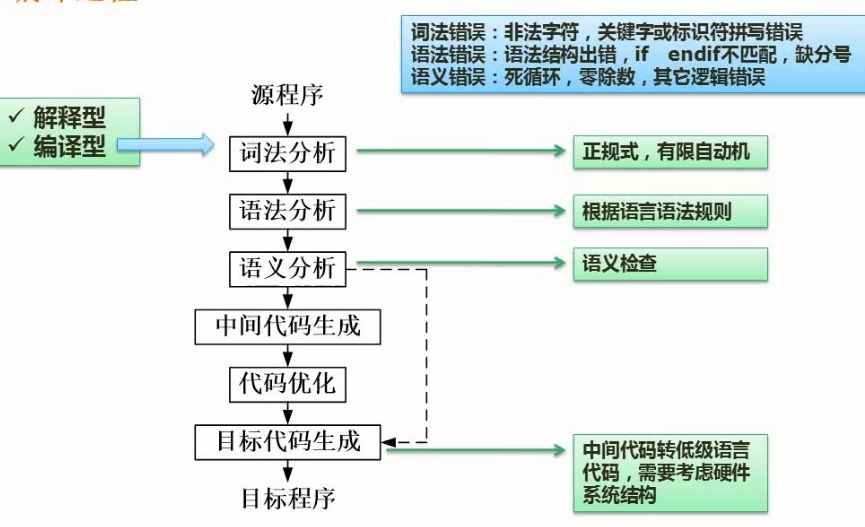 词法错误：非法字符，关键字或标识符拼写错误
语法错误：语法结构出错，if endif不匹配，缺分号
语义错误：死循环，零除数，其它逻辑错误
源程序
✓ 解释型
✓ 编译型
词法分析
正规式，有限自动机
语法分析
根据语言语法规则
语义分析
语义检查
中间代码生成
代码优化
目标代码生成
中间代码转低级语言
代码，需要考虑硬件
系统结构
目标程序